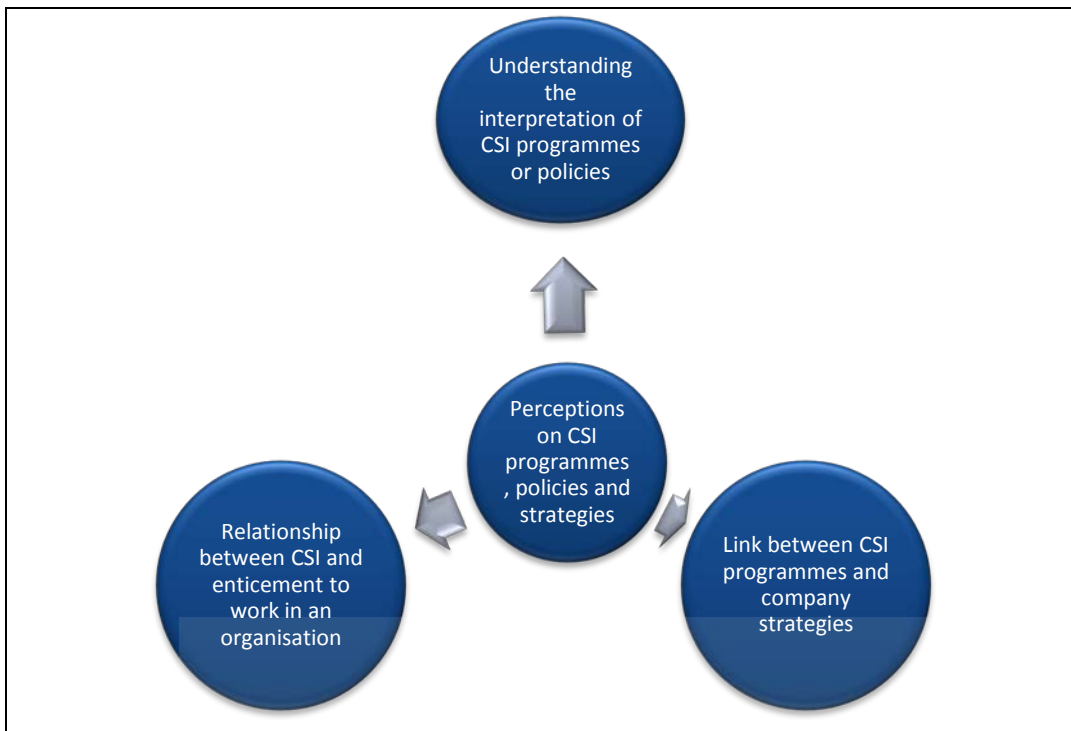 Understanding
the
interpretation of
CSI programmes
or policies
Perceptions
on CSI
programmes
, policies and
strategies
Relationship
between CSI and
enticement to
work in an
organisation
Link between CSI
programmes and
company
strategies